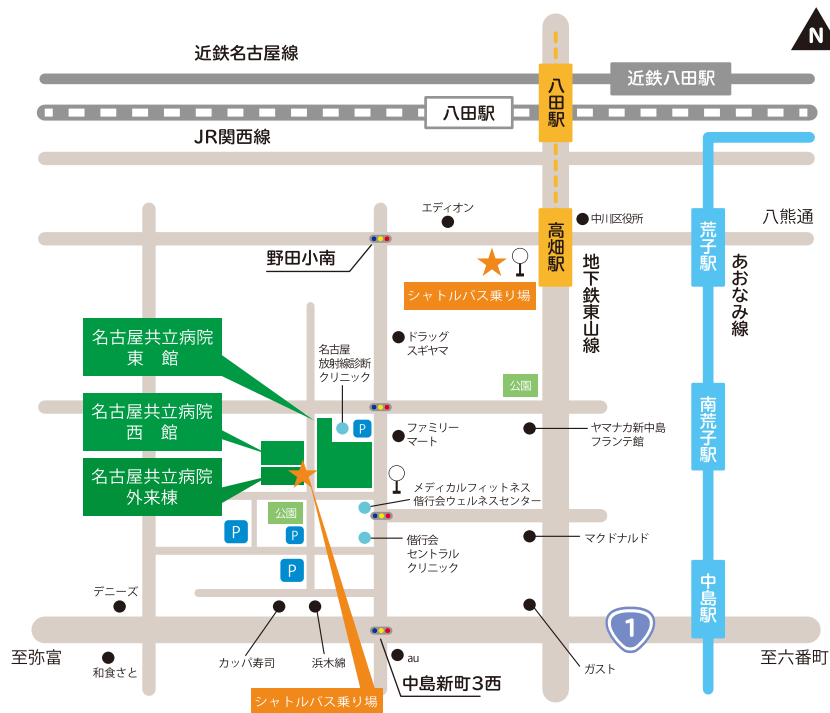 N
近鉄名古屋線
近鉄八田駅
八田駅
八田駅
JR関西線
エディオン
中川区役所
八熊通
野田小南
高畑駅
地下鉄東山線
荒子駅
あおなみ線
シャトルバス乗り場
名古屋共立病院
東 館
名古屋
放射線診断
クリニック
ドラッグ
スギヤマ
公園
南荒子駅
名古屋共立病院
西 館
P
ファミリー
マート
ヤマナカ新中島
フランテ館
名古屋共立病院
外来棟
メディカルフィットネス
偕行会ウェルネスセンター
公園
P
P
偕行会
セントラル
クリニック
マクドナルド
P
中島駅
デニーズ
1
至弥富
和食さと
カッパ寿司
浜木綿
au
中島新町3西
ガスト
至六番町
シャトルバス乗り場